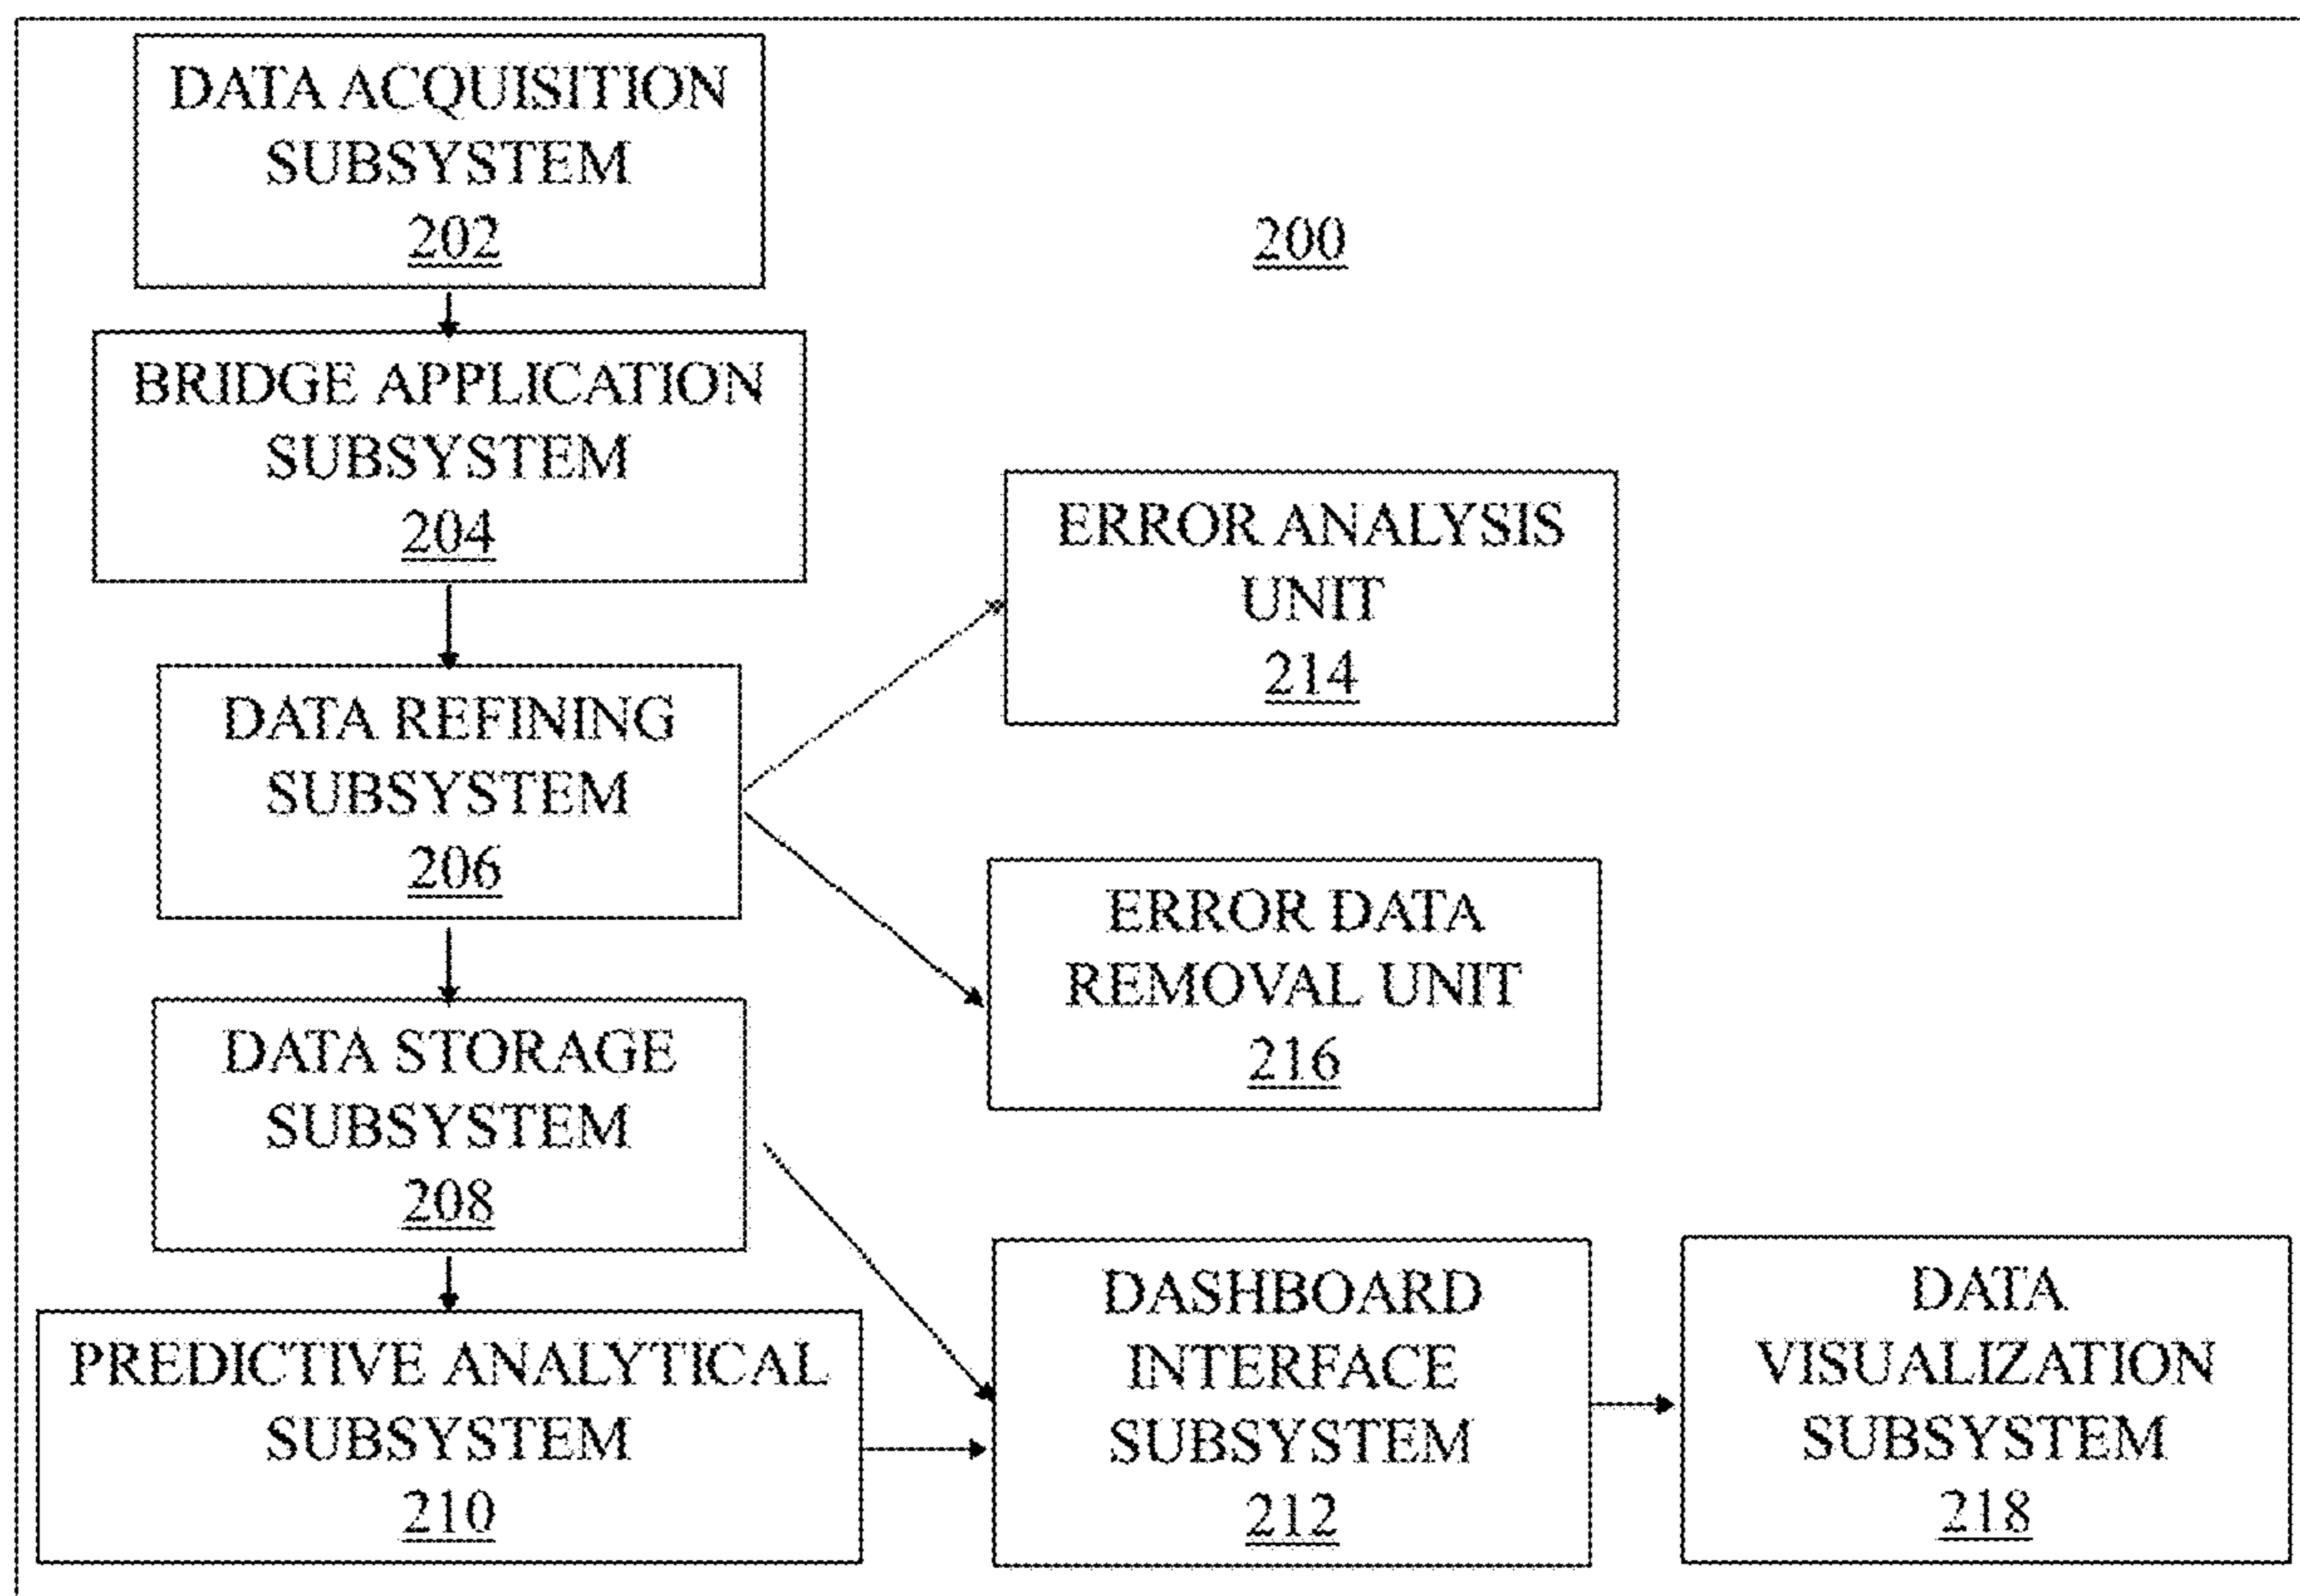 DATA ACQUISITION
SUBSYSTEM
202
200
BRIDGE APPLICATION
SUBSYSTEM
204
ERROR ANALYSIS
UNIT
214
DATA REFINING
SUBSYSTEM
206
ERROR DATA
REMOVAL UNIT
216
DATA STORAGE
SUBSYSTEM
208
PREDICTIVE ANALYTICAL
SUBSYSTEM
210
DASHBOARD
INTERFACE
SUBSYSTEM
212
DATA
VISUALIZATION
SUBSYSTEM
218